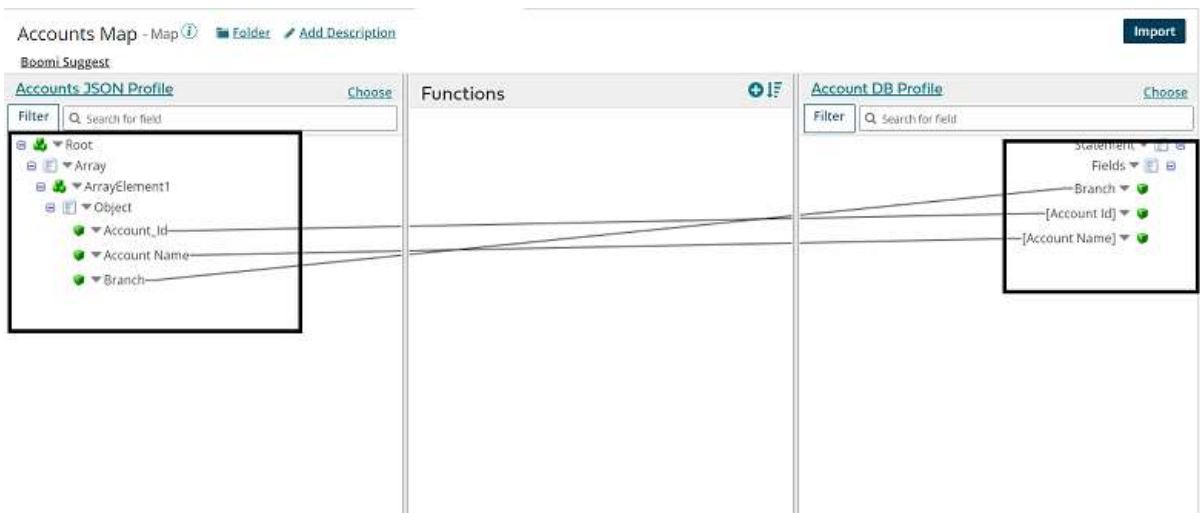 Accounts Map - Map i Folder Add Description
Import
Boomi Suggest
Accounts JSON Profile Choose
Filter Search for field
Root
Array
ArrayElement1
Object
Account_Id
Account Name
Branch
Functions
Account DB Profile Choose
Filter Search for field
Statement
Fields
Branch
[Account Id]
[Account Name]